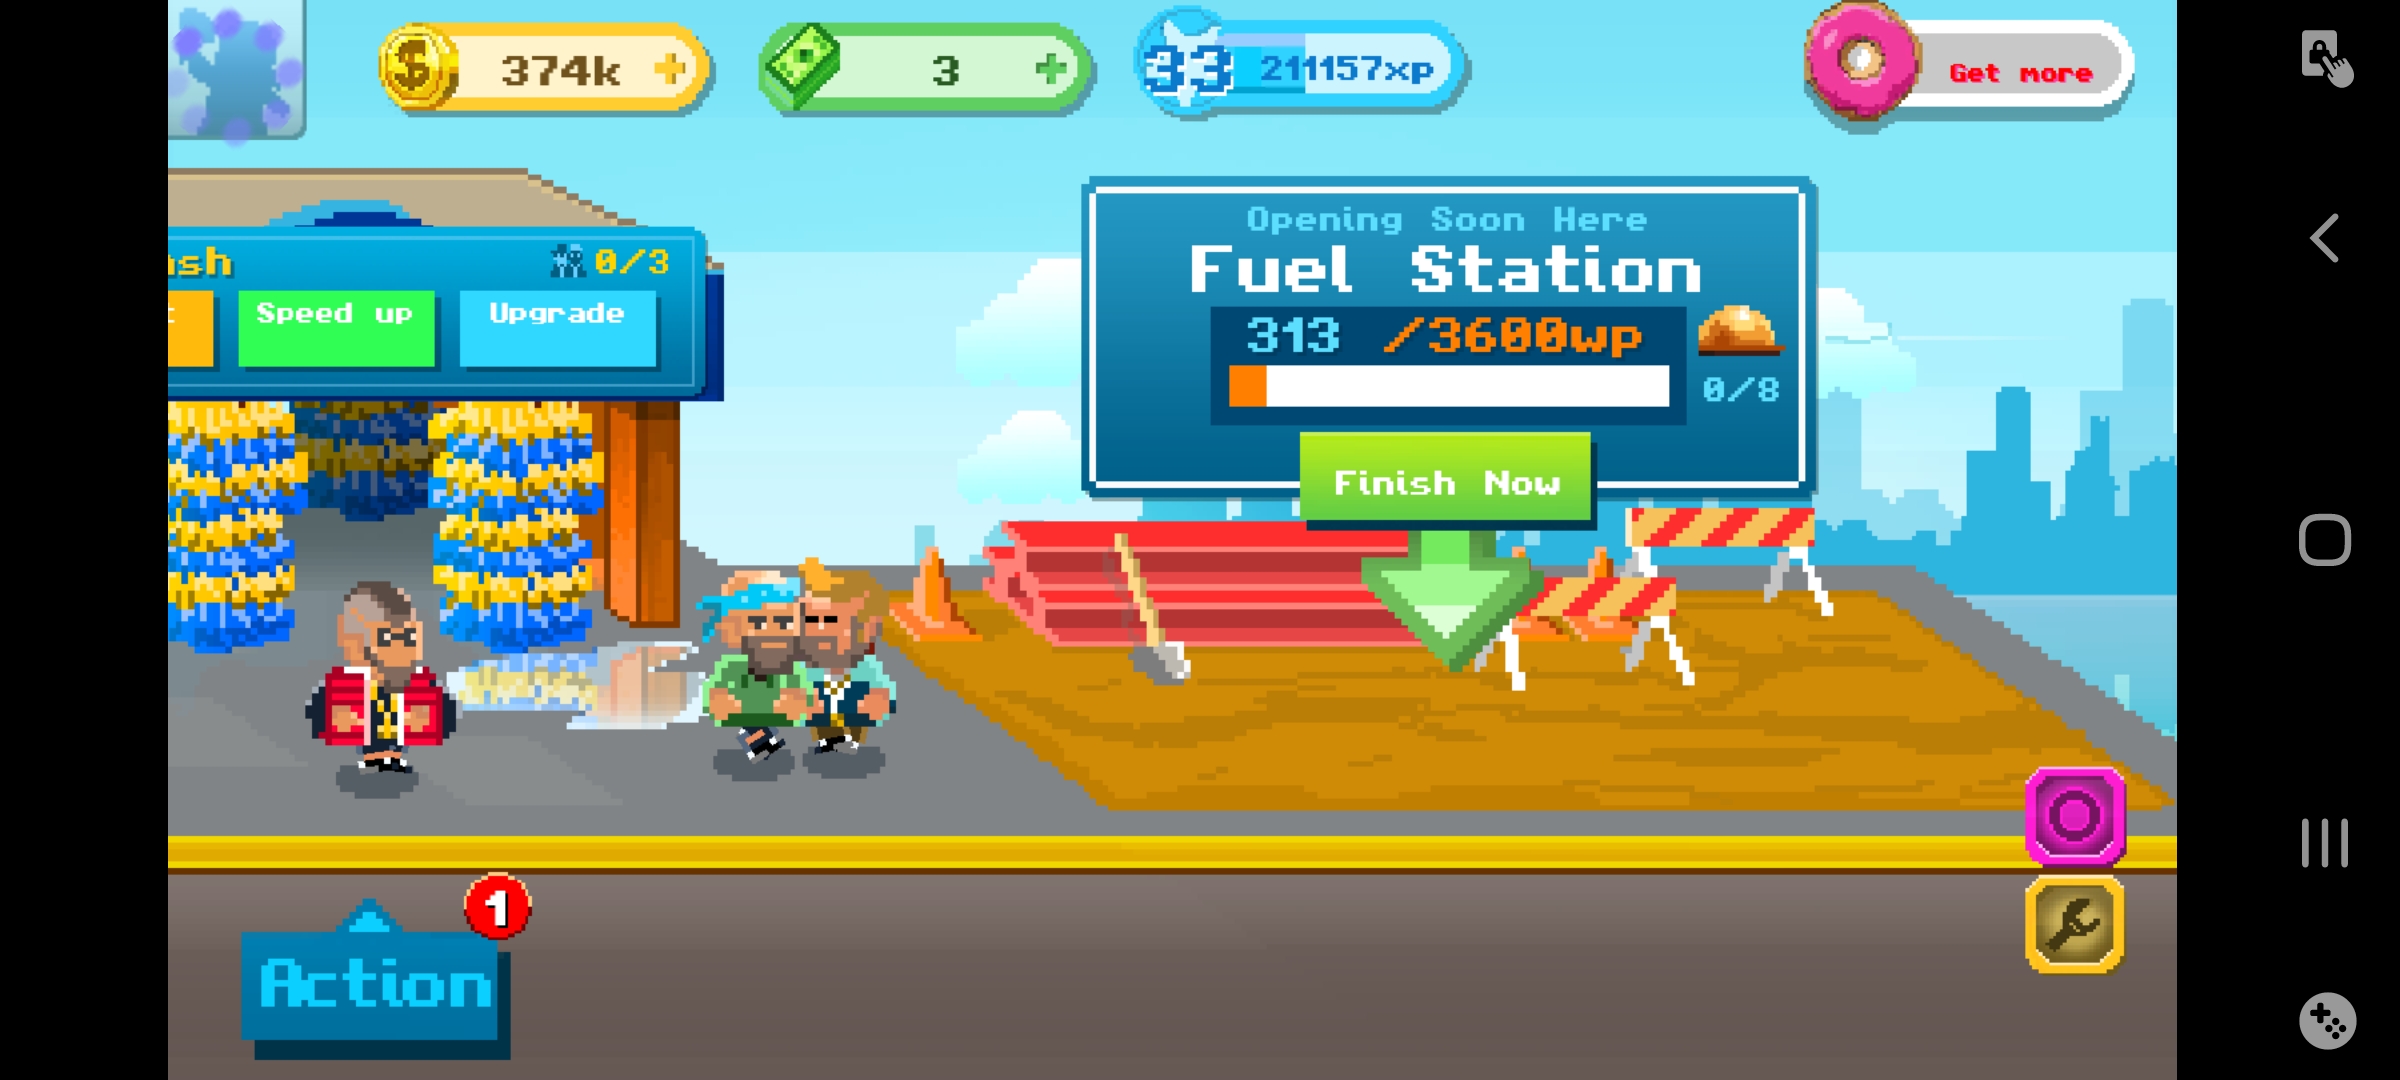 $ 374k +
3 +
33 211157xp
Get more
0/3
Speed up
Upgrade
Opening Soon Here
Fuel Station
313 /3600wp
0/8
Finish Now
1
Action